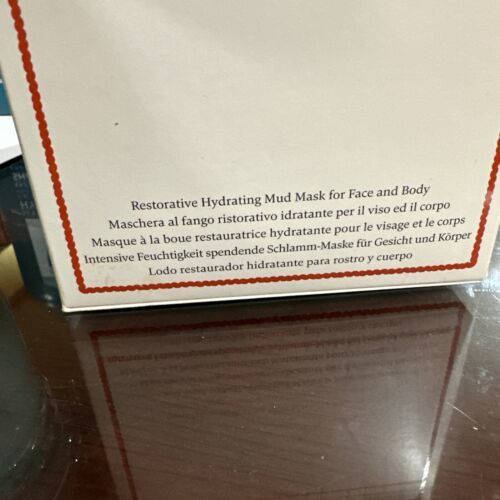 Restorative Hydrating Mud Mask for Face and Body
Maschera al fango ristorativo idratante per il viso ed il corpo
Masque à la boue restauratrice hydratante pour le visage et le corps
Intensive Feuchtigkeit spendende Schlamm-Maske für Gesicht und Körper
Lodo restaurador hidratante para rostro y cuerpo